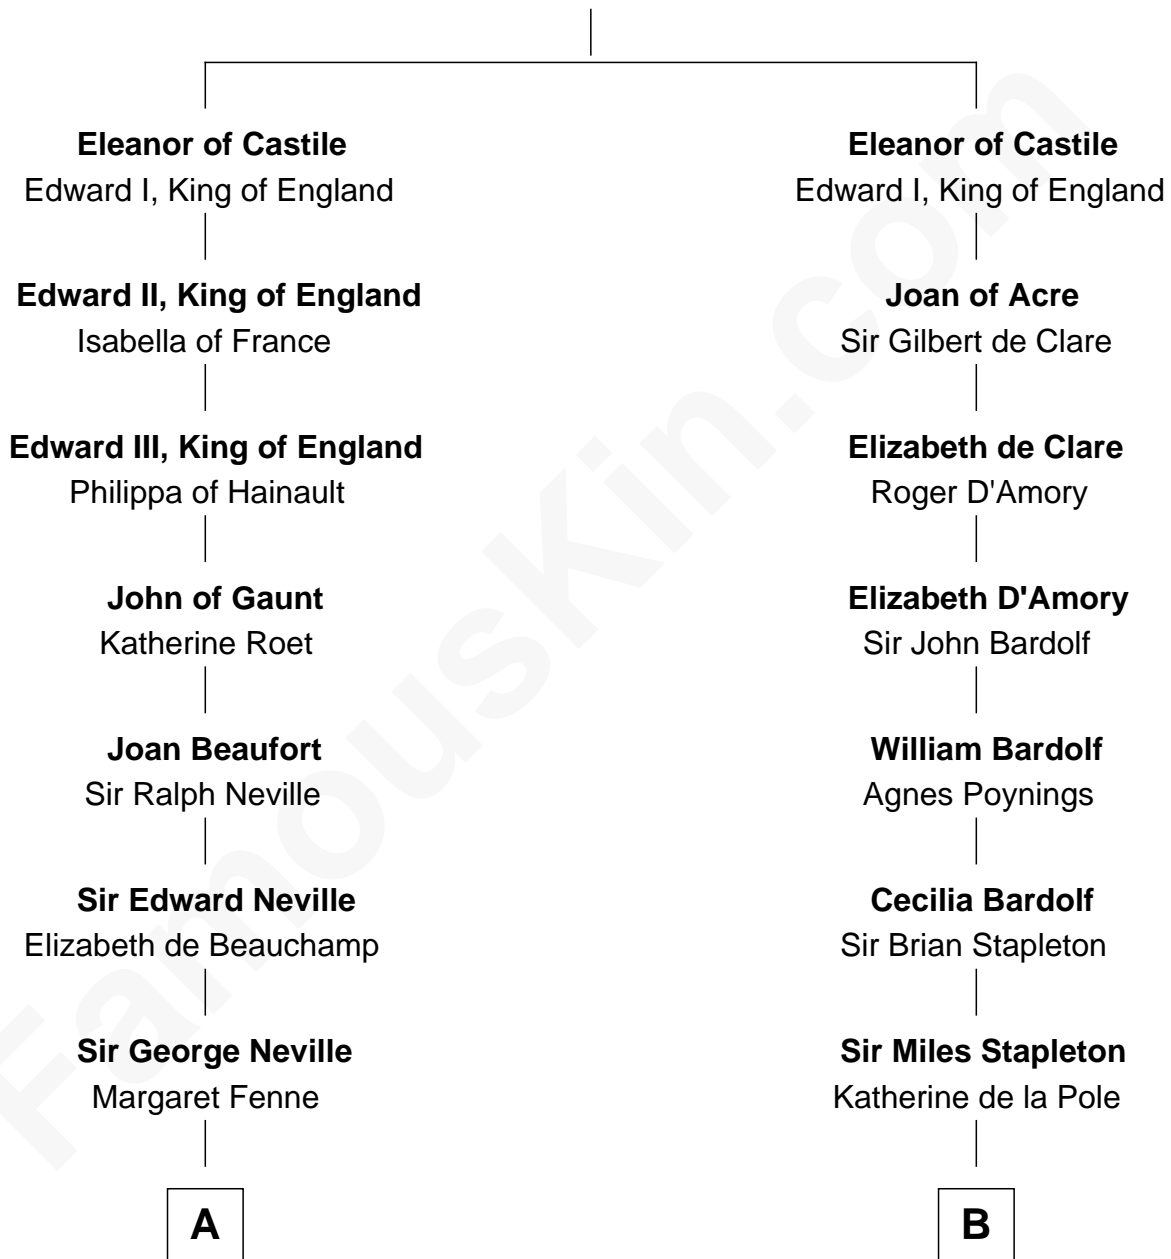 Eleanor of Castile
Edward I, King of England
Eleanor of Castile
Edward I, King of England
Edward II, King of England
Isabella of France
Joan of Acre
Sir Gilbert de Clare
Edward III, King of England
Philippa of Hainault
Elizabeth de Clare
Roger D'Amory
John of Gaunt
Katherine Roet
Elizabeth D'Amory
Sir John Bardolf
Joan Beaufort
Sir Ralph Neville
William Bardolf
Agnes Poynings
Sir Edward Neville
Elizabeth de Beauchamp
Cecilia Bardolf
Sir Brian Stapleton
Sir George Neville
Margaret Fenne
Sir Miles Stapleton
Katherine de la Pole
A
B
FamousKin.com